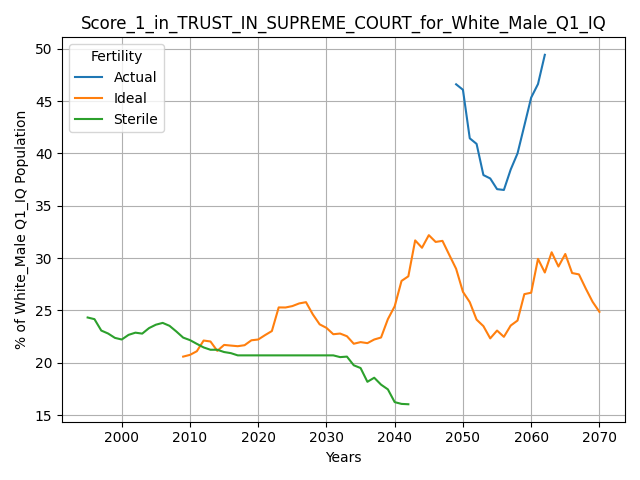 Score_1_in_TRUST_IN_SUPREME_COURT_for_White_Male_Q1_IQ
Fertility
Actual
Ideal
Sterile
% of White_Male Q1_IQ Population
50
45
40
35
30
25
20
15
2000 2010 2020 2030 2040 2050 2060 2070
Years